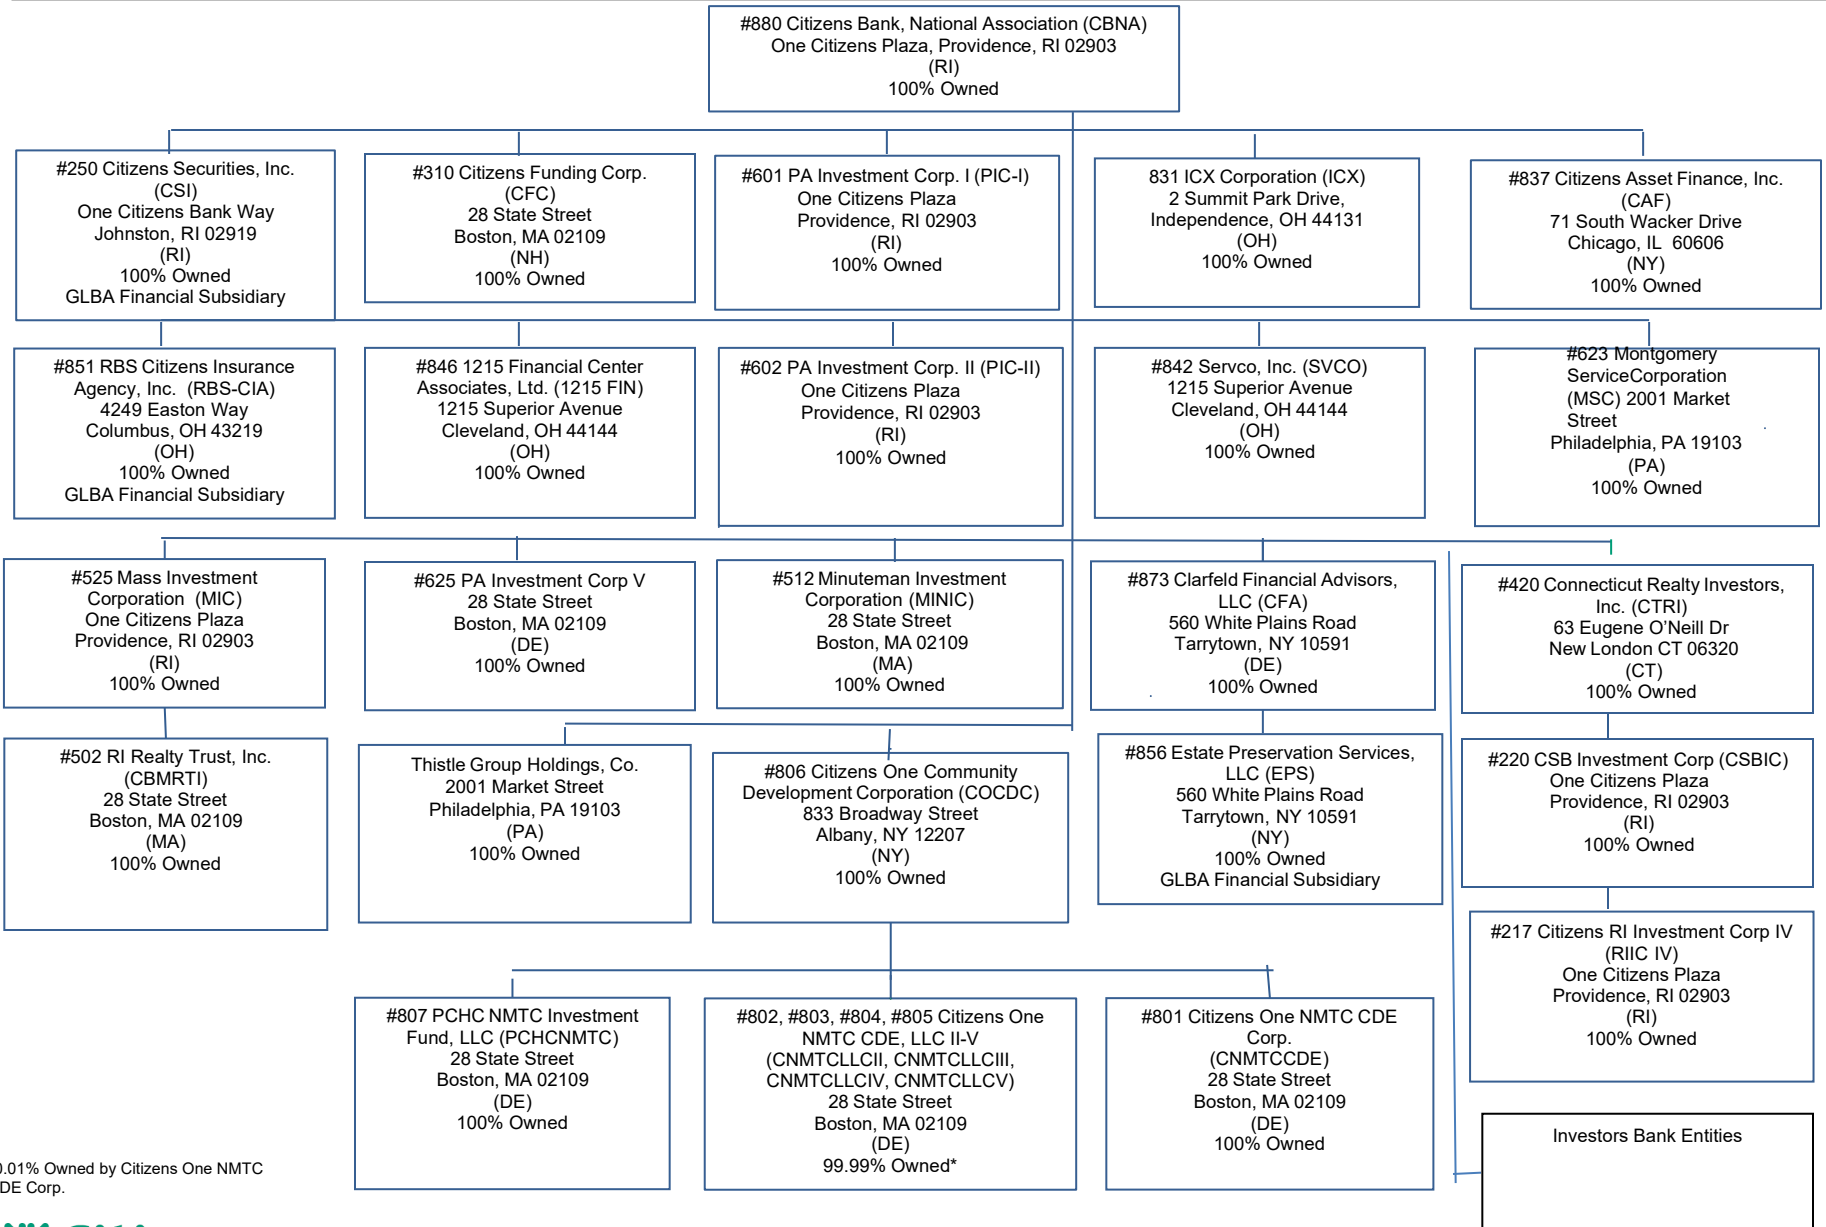 #880 Citizens Bank, National Association (CBNA)
One Citizens Plaza, Providence, RI 02903
(RI)
100% Owned
#250 Citizens Securities, Inc.
(CSI)
One Citizens Bank Way
Johnston, RI 02919
(RI)
100% Owned
GLBA Financial Subsidiary
#310 Citizens Funding Corp.
(CFC)
28 State Street
Boston, MA 02109
(NH)
100% Owned
#601 PA Investment Corp. I (PIC-I)
One Citizens Plaza
Providence, RI 02903
(RI)
100% Owned
831 ICX Corporation (ICX)
2 Summit Park Drive,
Independence, OH 44131
(OH)
100% Owned
#837 Citizens Asset Finance, Inc.
(CAF)
71 South Wacker Drive
Chicago, IL 60606
(NY)
100% Owned
#851 RBS Citizens Insurance
Agency, Inc. (RBS-CIA)
4249 Easton Way
Columbus, OH 43219
(OH)
100% Owned
GLBA Financial Subsidiary
#846 1215 Financial Center
Associates, Ltd. (1215 FIN)
1215 Superior Avenue
Cleveland, OH 44144
(OH)
100% Owned
#602 PA Investment Corp. II (PIC-II)
One Citizens Plaza
Providence, RI 02903
(RI)
100% Owned
#842 Servco, Inc. (SVCO)
1215 Superior Avenue
Cleveland, OH 44144
(OH)
100% Owned
#623 Montgomery
ServiceCorporation
(MSC) 2001 Market
Street
Philadelphia, PA 19103
(PA)
100% Owned
#525 Mass Investment
Corporation (MIC)
One Citizens Plaza
Providence, RI 02903
(RI)
100% Owned
#625 PA Investment Corp V
28 State Street
Boston, MA 02109
(DE)
100% Owned
#512 Minuteman Investment
Corporation (MINIC)
28 State Street
Boston, MA 02109
(MA)
100% Owned
#873 Clarfeld Financial Advisors,
LLC (CFA)
560 White Plains Road
Tarrytown, NY 10591
(DE)
100% Owned
#420 Connecticut Realty Investors,
Inc. (CTRI)
63 Eugene O’Neill Dr
New London CT 06320
(CT)
100% Owned
#502 RI Realty Trust, Inc.
(CBMRTI)
28 State Street
Boston, MA 02109
(MA)
100% Owned
Thistle Group Holdings, Co.
2001 Market Street
Philadelphia, PA 19103
(PA)
100% Owned
#806 Citizens One Community
Development Corporation (COCDC)
833 Broadway Street
Albany, NY 12207
(NY)
100% Owned
#856 Estate Preservation Services,
LLC (EPS)
560 White Plains Road
Tarrytown, NY 10591
(NY)
100% Owned
GLBA Financial Subsidiary
#220 CSB Investment Corp (CSBIC)
One Citizens Plaza
Providence, RI 02903
(RI)
100% Owned
#217 Citizens RI Investment Corp IV
(RIIC IV)
One Citizens Plaza
Providence, RI 02903
(RI)
100% Owned
#807 PCHC NMTC Investment
Fund, LLC (PCHCNMTC)
28 State Street
Boston, MA 02109
(DE)
100% Owned
#802, #803, #804, #805 Citizens One
NMTC CDE, LLC II-V
(CNMTCLLCII, CNMTCLLCIII,
CNMTCLLCIV, CNMTCLLCV)
28 State Street
Boston, MA 02109
(DE)
99.99% Owned*
#801 Citizens One NMTC CDE
Corp.
(CNMTCCDE)
28 State Street
Boston, MA 02109
(DE)
100% Owned
Investors Bank Entities
0.01% Owned by Citizens One NMTC
DE Corp.